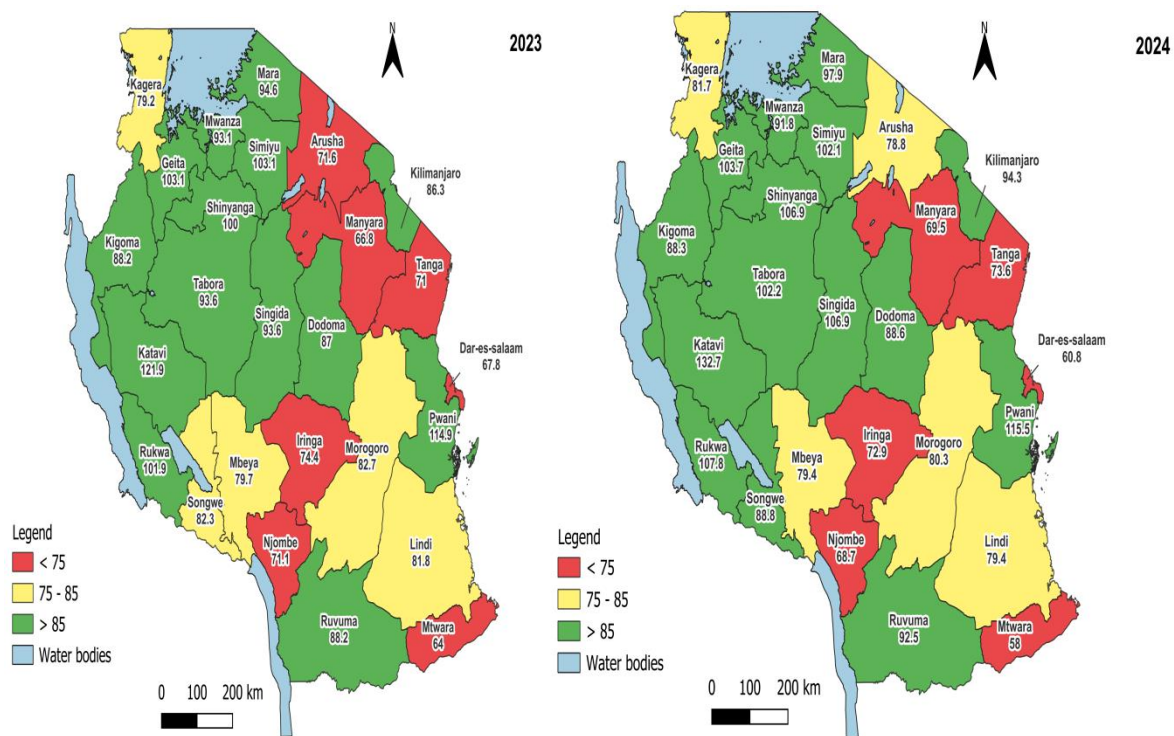 N
2023
Kagera
79.2
Mara
94.6
Mwanza
93.1
Simiyu
103.1
Arusha
71.6
Geita
103.1
Kilimanjaro
86.3
Shinyanga
100
Manyara
66.8
Kigoma
88.2
Tanga
71
Tabora
93.6
Singida
93.6
Dodoma
87
Dar-es-salaam
67.8
Katavi
121.9
Pwani
114.9
Iringa
74.4
Morogoro
82.7
Rukwa
101.9
Mbeya
79.7
Songwe
82.3
Njombe
71.1
Lindi
81.8
Ruvuma
88.2
Mtwara
64
Legend
< 75
75 - 85
> 85
Water bodies
0 100 200 km
N
2024
Kagera
81.7
Mara
97.9
Mwanza
91.8
Simiyu
102.1
Arusha
78.8
Geita
103.7
Kilimanjaro
94.3
Shinyanga
106.9
Manyara
69.5
Kigoma
88.3
Tanga
73.6
Tabora
102.2
Singida
106.9
Dodoma
88.6
Dar-es-salaam
60.8
Katavi
132.7
Pwani
115.5
Iringa
72.9
Morogoro
80.3
Rukwa
107.8
Mbeya
79.4
Songwe
88.8
Njombe
68.7
Lindi
79.4
Ruvuma
92.5
Mtwara
58
Legend
< 75
75 - 85
> 85
Water bodies
0 100 200 km